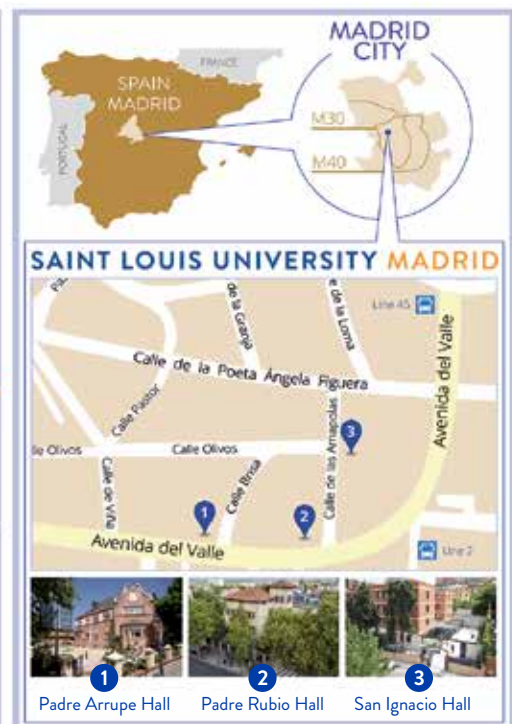 MADRID
CITY
FRANCE
SPAIN
MADRID
PORTUGAL
M30
M40
SAINT LOUIS UNIVERSITY MADRID
de la Granja
e de la Loma
Line 45
Calle de la Poeta Ángela Figuera
Avenida del Valle
Calle Pastor
3
lle Olivos
Calle Olivos
Calle de Viña
Calle Brisa
Calle de las Amapolas
1
2
Avenida del Valle
Line 2
1
2
3
Padre Arrupe Hall
Padre Rubio Hall
San Ignacio Hall